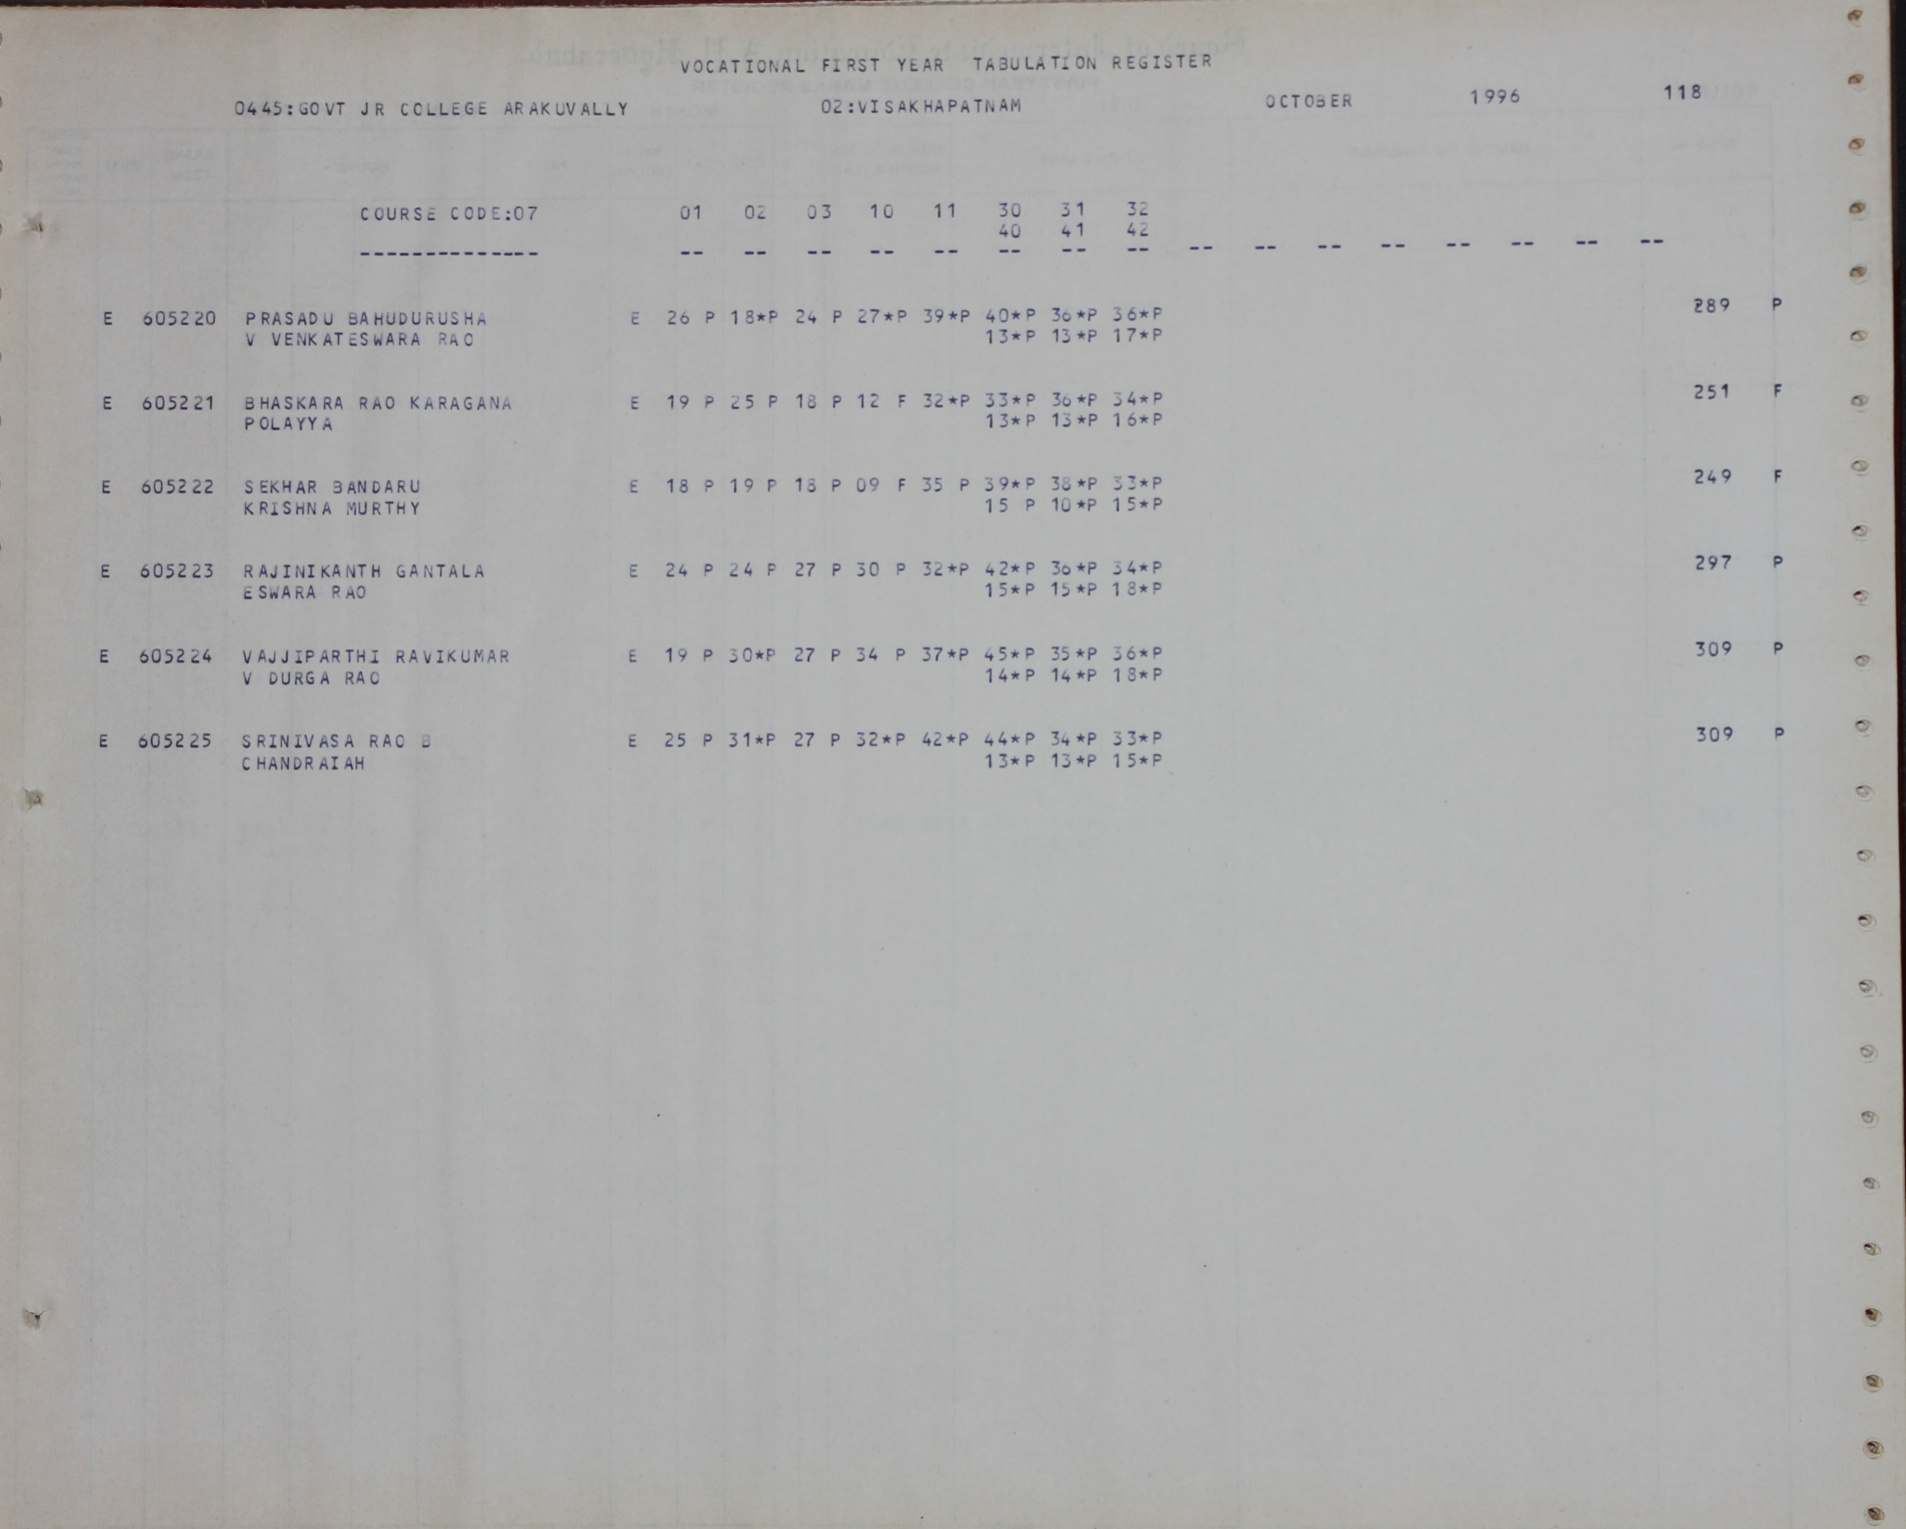 VOCATIONAL FIRST YEAR TABULATION REGISTER
0445:GOVT JR COLLEGE ARAKUVALLY 02:VISAKHAPATNAM OCTOBER 1996 118
COURSE CODE:07 01 02 03 10 11 30 31 32
40 41 42
-------------- -- -- -- -- -- -- -- -- -- -- -- -- -- -- -- --
E 605220 PRASADU BAHUDURUSHA E 26 P 18*P 24 P 27*P 39*P 40*P 36*P 36*P 289 P
V VENKATESWARA RAO 13*P 13*P 17*P
E 605221 BHASKARA RAO KARAGANA E 19 P 25 P 18 P 12 F 32*P 33*P 36*P 34*P 251 F
POLAYYA 13*P 13*P 16*P
E 605222 SEKHAR BANDARU E 18 P 19 P 18 P 09 F 35 P 39*P 38*P 33*P 249 F
KRISHNA MURTHY 15 P 10*P 15*P
E 605223 RAJINIKANTH GANTALA E 24 P 24 P 27 P 30 P 32*P 42*P 36*P 34*P 297 P
ESWARA RAO 15*P 15*P 18*P
E 605224 VAJJIPARTHI RAVIKUMAR E 19 P 30*P 27 P 34 P 37*P 45*P 35*P 36*P 309 P
V DURGA RAO 14*P 14*P 18*P
E 605225 SRINIVASA RAO B E 25 P 31*P 27 P 32*P 42*P 44*P 34*P 33*P 309 P
CHANDRAIAH 13*P 13*P 15*P